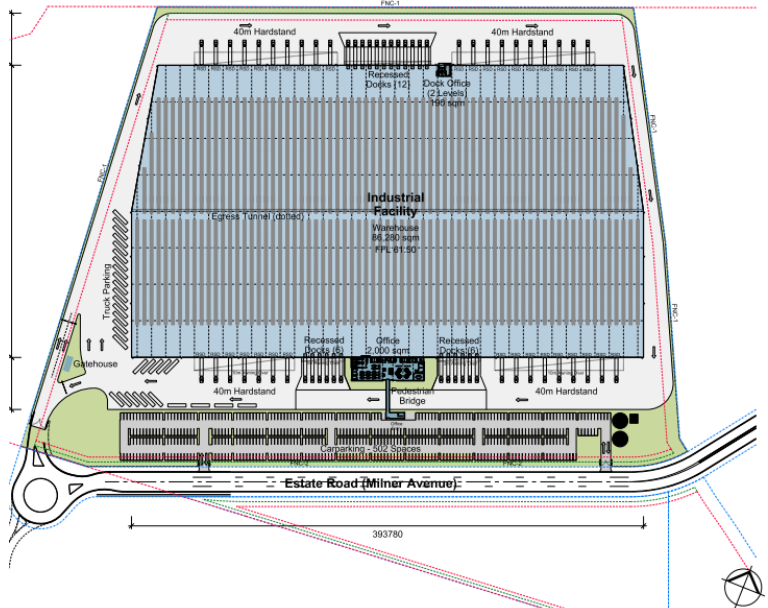 FNC-1
40m Hardstand
40m Hardstand
Recessed
Docks (12)
Dock Office
(2 Levels)
190 sqm
FNC-1
FNC-1
Industrial
Facility
Egress Tunnel (dotted)
Warehouse
86,280 sqm
FFL 61.50
Truck Parking
FNC-1
Gatehouse
Recessed
Docks (6)
Office
2,000 sqm
Recessed
Docks (6)
40m Hardstand
Pedestrian
Bridge
40m Hardstand
Office
Carparking - 502 Spaces
FNC-2
FNC-2
Estate Road (Milner Avenue)
393780